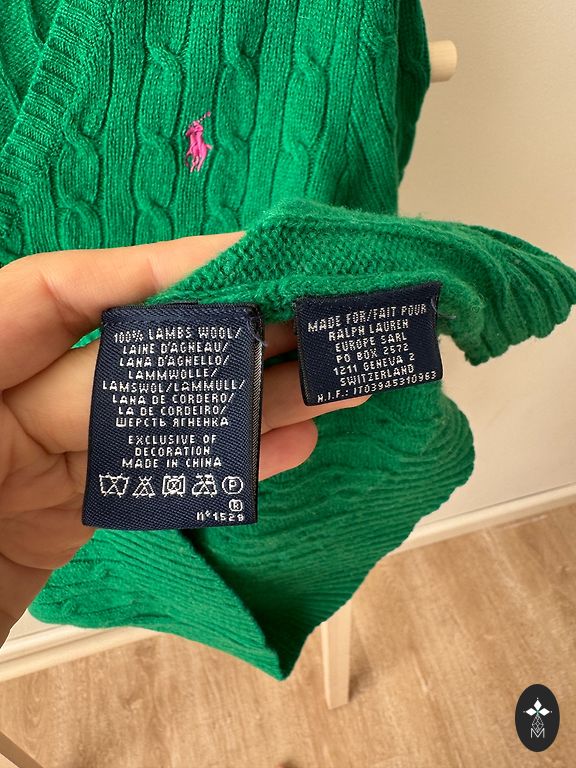 100% LAMBS WOOL/
LAINE D'AGNEAU/
LANA D'AGNELLO/
LAMMWOLLE/
LAMSWOL/LAMMULL/
LANA DE CORDERO/
LA DE CORDEIRO/
ШЕРСТЬ ЯГНЕНКА
EXCLUSIVE OF
DECORATION
MADE IN CHINA
P
13
n°1529
MADE FOR/FAIT POUR
RALPH LAUREN
EUROPE SARL
PO BOX 2572
1211 GENEVA 2
SWITZERLAND
N.I.F.: IT03945310963
M